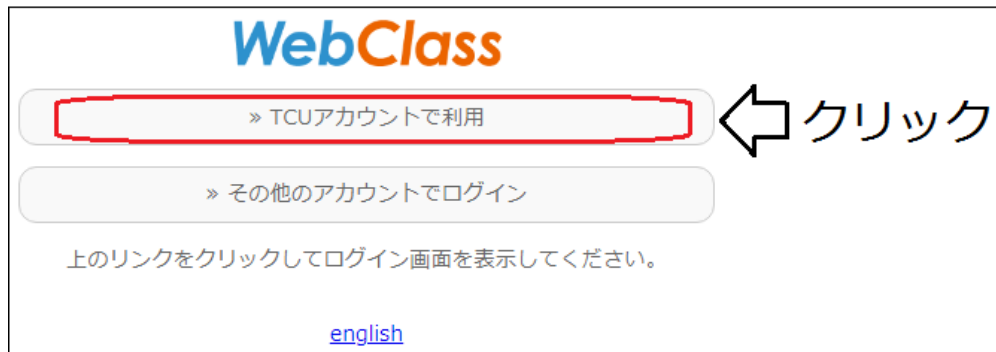 WebClass
» TCUアカウントで利用
クリック
» その他のアカウントでログイン
上のリンクをクリックしてログイン画面を表示してください。
english